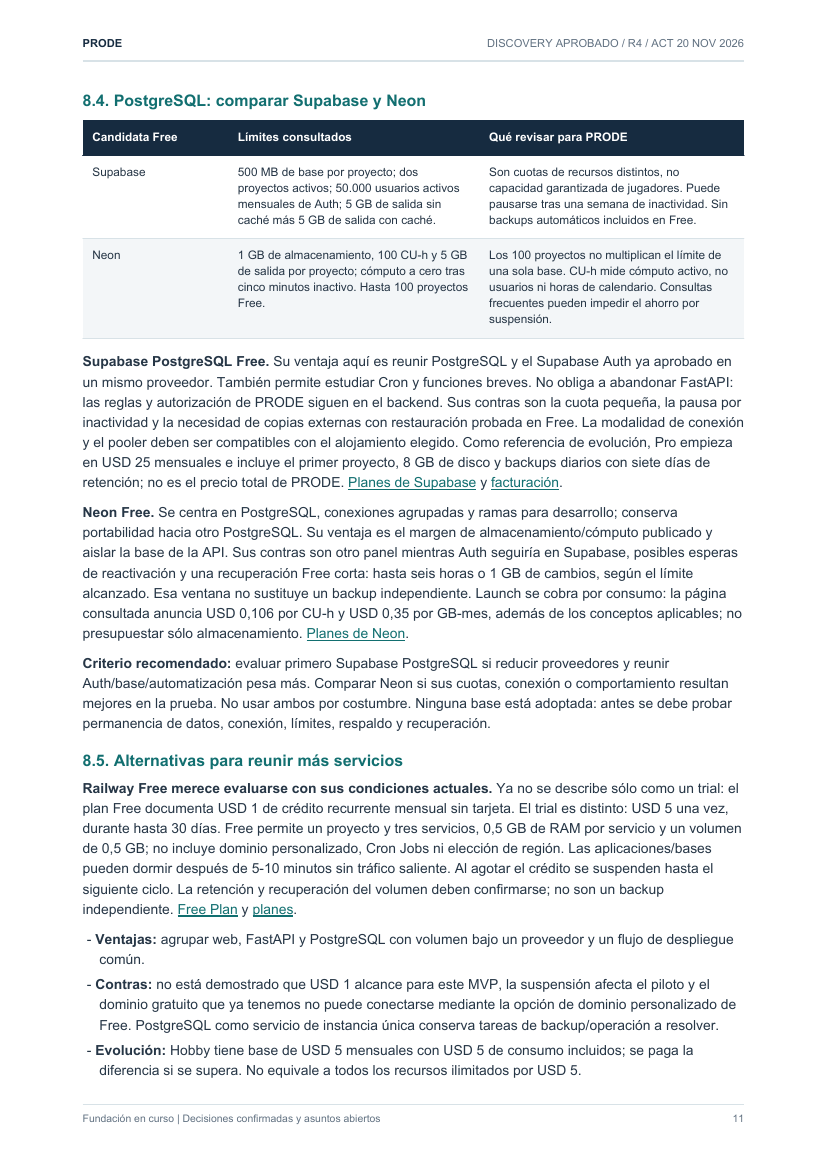 PRODE
DISCOVERY APROBADO / R4 / ACT 20 NOV 2026
8.4. PostgreSQL: comparar Supabase y Neon
Candidata Free
Límites consultados
Qué revisar para PRODE
Supabase
500 MB de base por proyecto; dos
proyectos activos; 50.000 usuarios activos
mensuales de Auth; 5 GB de salida sin
caché más 5 GB de salida con caché.
Son cuotas de recursos distintos, no
capacidad garantizada de jugadores. Puede
pausarse tras una semana de inactividad. Sin
backups automáticos incluidos en Free.
Neon
1 GB de almacenamiento, 100 CU-h y 5 GB
de salida por proyecto; cómputo a cero tras
cinco minutos inactivo. Hasta 100 proyectos
Free.
Los 100 proyectos no multiplican el límite de
una sola base. CU-h mide cómputo activo, no
usuarios ni horas de calendario. Consultas
frecuentes pueden impedir el ahorro por
suspensión.
Supabase PostgreSQL Free. Su ventaja aquí es reunir PostgreSQL y el Supabase Auth ya aprobado en
un mismo proveedor. También permite estudiar Cron y funciones breves. No obliga a abandonar FastAPI:
las reglas y autorización de PRODE siguen en el backend. Sus contras son la cuota pequeña, la pausa por
inactividad y la necesidad de copias externas con restauración probada en Free. La modalidad de conexión
y el pooler deben ser compatibles con el alojamiento elegido. Como referencia de evolución, Pro empieza
en USD 25 mensuales e incluye el primer proyecto, 8 GB de disco y backups diarios con siete días de
retención; no es el precio total de PRODE. Planes de Supabase y facturación.
Neon Free. Se centra en PostgreSQL, conexiones agrupadas y ramas para desarrollo; conserva
portabilidad hacia otro PostgreSQL. Su ventaja es el margen de almacenamiento/cómputo publicado y
aislar la base de la API. Sus contras son otro panel mientras Auth seguiría en Supabase, posibles esperas
de reactivación y una recuperación Free corta: hasta seis horas o 1 GB de cambios, según el límite
alcanzado. Esa ventana no sustituye un backup independiente. Launch se cobra por consumo: la página
consultada anuncia USD 0,106 por CU-h y USD 0,35 por GB-mes, además de los conceptos aplicables; no
presupuestar sólo almacenamiento. Planes de Neon.
Criterio recomendado: evaluar primero Supabase PostgreSQL si reducir proveedores y reunir
Auth/base/automatización pesa más. Comparar Neon si sus cuotas, conexión o comportamiento resultan
mejores en la prueba. No usar ambos por costumbre. Ninguna base está adoptada: antes se debe probar
permanencia de datos, conexión, límites, respaldo y recuperación.
8.5. Alternativas para reunir más servicios
Railway Free merece evaluarse con sus condiciones actuales. Ya no se describe sólo como un trial: el
plan Free documenta USD 1 de crédito recurrente mensual sin tarjeta. El trial es distinto: USD 5 una vez,
durante hasta 30 días. Free permite un proyecto y tres servicios, 0,5 GB de RAM por servicio y un volumen
de 0,5 GB; no incluye dominio personalizado, Cron Jobs ni elección de región. Las aplicaciones/bases
pueden dormir después de 5-10 minutos sin tráfico saliente. Al agotar el crédito se suspenden hasta el
siguiente ciclo. La retención y recuperación del volumen deben confirmarse; no son un backup
independiente. Free Plan y planes.
- Ventajas: agrupar web, FastAPI y PostgreSQL con volumen bajo un proveedor y un flujo de despliegue
común.
- Contras: no está demostrado que USD 1 alcance para este MVP, la suspensión afecta el piloto y el
dominio gratuito que ya tenemos no puede conectarse mediante la opción de dominio personalizado de
Free. PostgreSQL como servicio de instancia única conserva tareas de backup/operación a resolver.
- Evolución: Hobby tiene base de USD 5 mensuales con USD 5 de consumo incluidos; se paga la
diferencia si se supera. No equivale a todos los recursos ilimitados por USD 5.
Fundación en curso | Decisiones confirmadas y asuntos abiertos
11